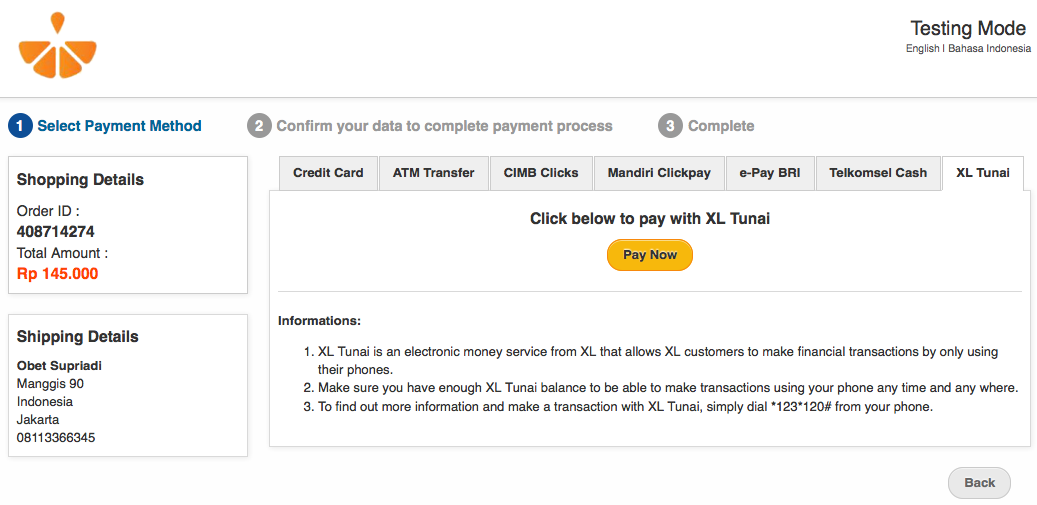 Testing Mode
English | Bahasa Indonesia
1 Select Payment Method
2 Confirm your data to complete payment process
3 Complete
Shopping Details
Order ID :
408714274
Total Amount :
Rp 145.000
Shipping Details
Obet Supriadi
Manggis 90
Indonesia
Jakarta
08113366345
Credit Card
ATM Transfer
CIMB Clicks
Mandiri Clickpay
e-Pay BRI
Telkomsel Cash
XL Tunai
Click below to pay with XL Tunai
Pay Now
Informations:
1. XL Tunai is an electronic money service from XL that allows XL customers to make financial transactions by only using
their phones.
2. Make sure you have enough XL Tunai balance to be able to make transactions using your phone any time and any where.
3. To find out more information and make a transaction with XL Tunai, simply dial *123*120# from your phone.
Back